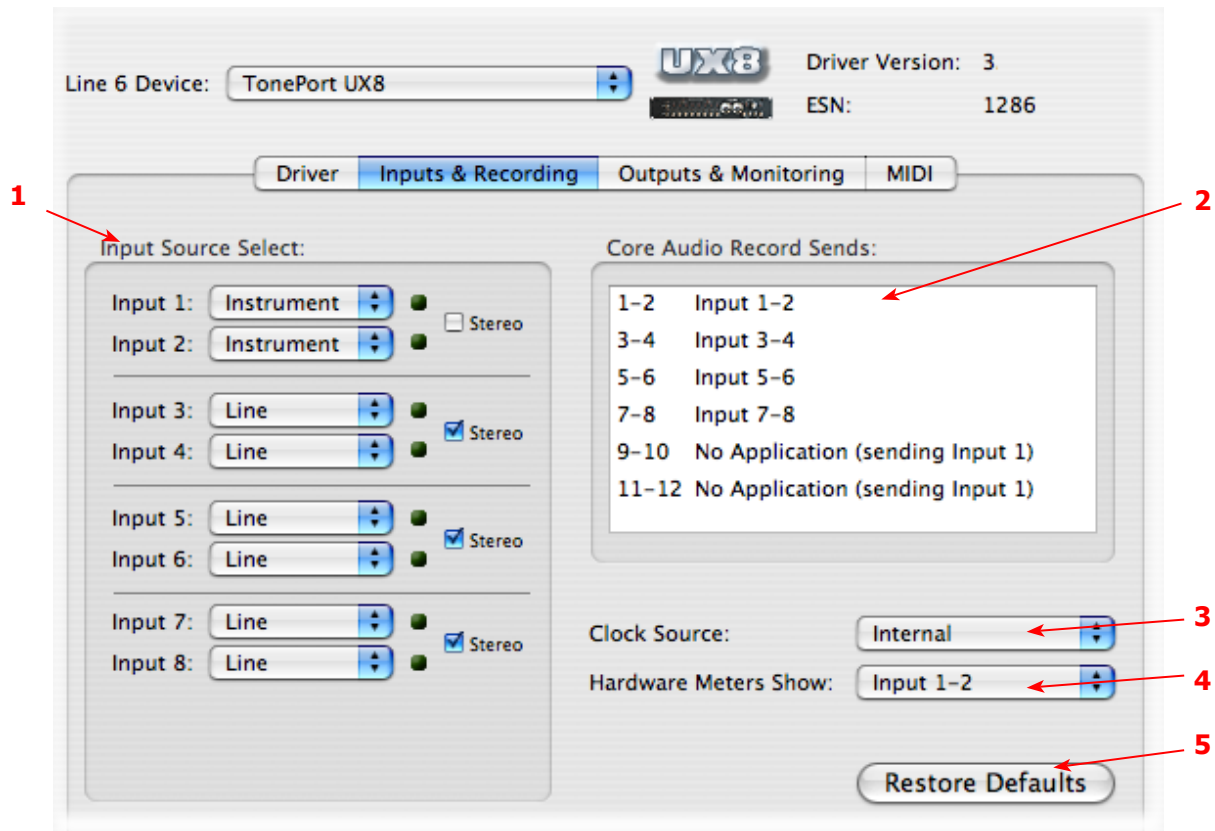 UX8
Line 6 Device: TonePort UX8
Driver Version: 3
ESN: 1286
Driver Inputs & Recording Outputs & Monitoring MIDI
1
2
Input Source Select:
Input 1: Instrument
Input 2: Instrument
Stereo
Input 3: Line
Input 4: Line
Stereo
Input 5: Line
Input 6: Line
Stereo
Input 7: Line
Input 8: Line
Stereo
Core Audio Record Sends:
1-2 Input 1-2
3-4 Input 3-4
5-6 Input 5-6
7-8 Input 7-8
9-10 No Application (sending Input 1)
11-12 No Application (sending Input 1)
Clock Source: Internal
3
Hardware Meters Show: Input 1-2
4
5
Restore Defaults